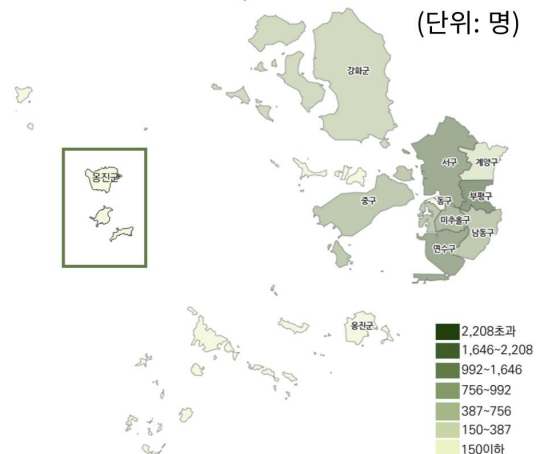 (단위: 명)
강화군
서구
계양구
옹진군
동구
부평구
중구
미추홀구
남동구
연수구
옹진군
2,208초과
1,646~2,208
992~1,646
756~992
387~756
150~387
150이하